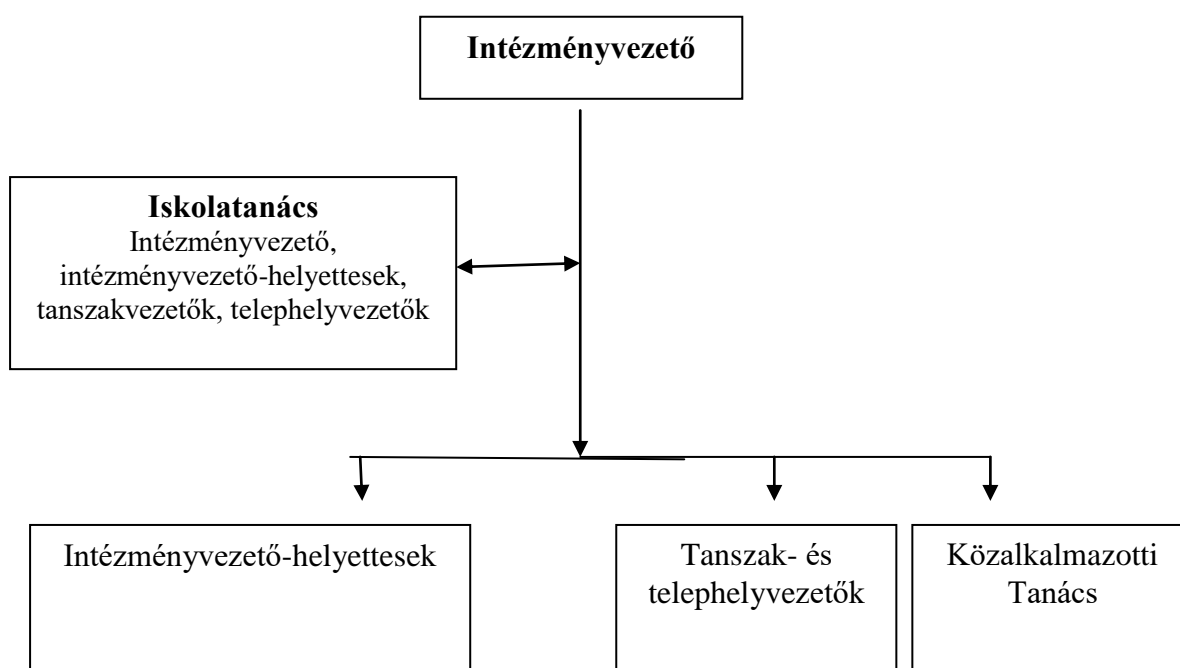 Intézményvezető
Iskolatanács
Intézményvezető,
intézményvezető-helyettesek,
tanszakvezetők, telephelyvezetők
Intézményvezető-helyettesek
Tanszak- és
telephelyvezetők
Közalkalmazotti
Tanács